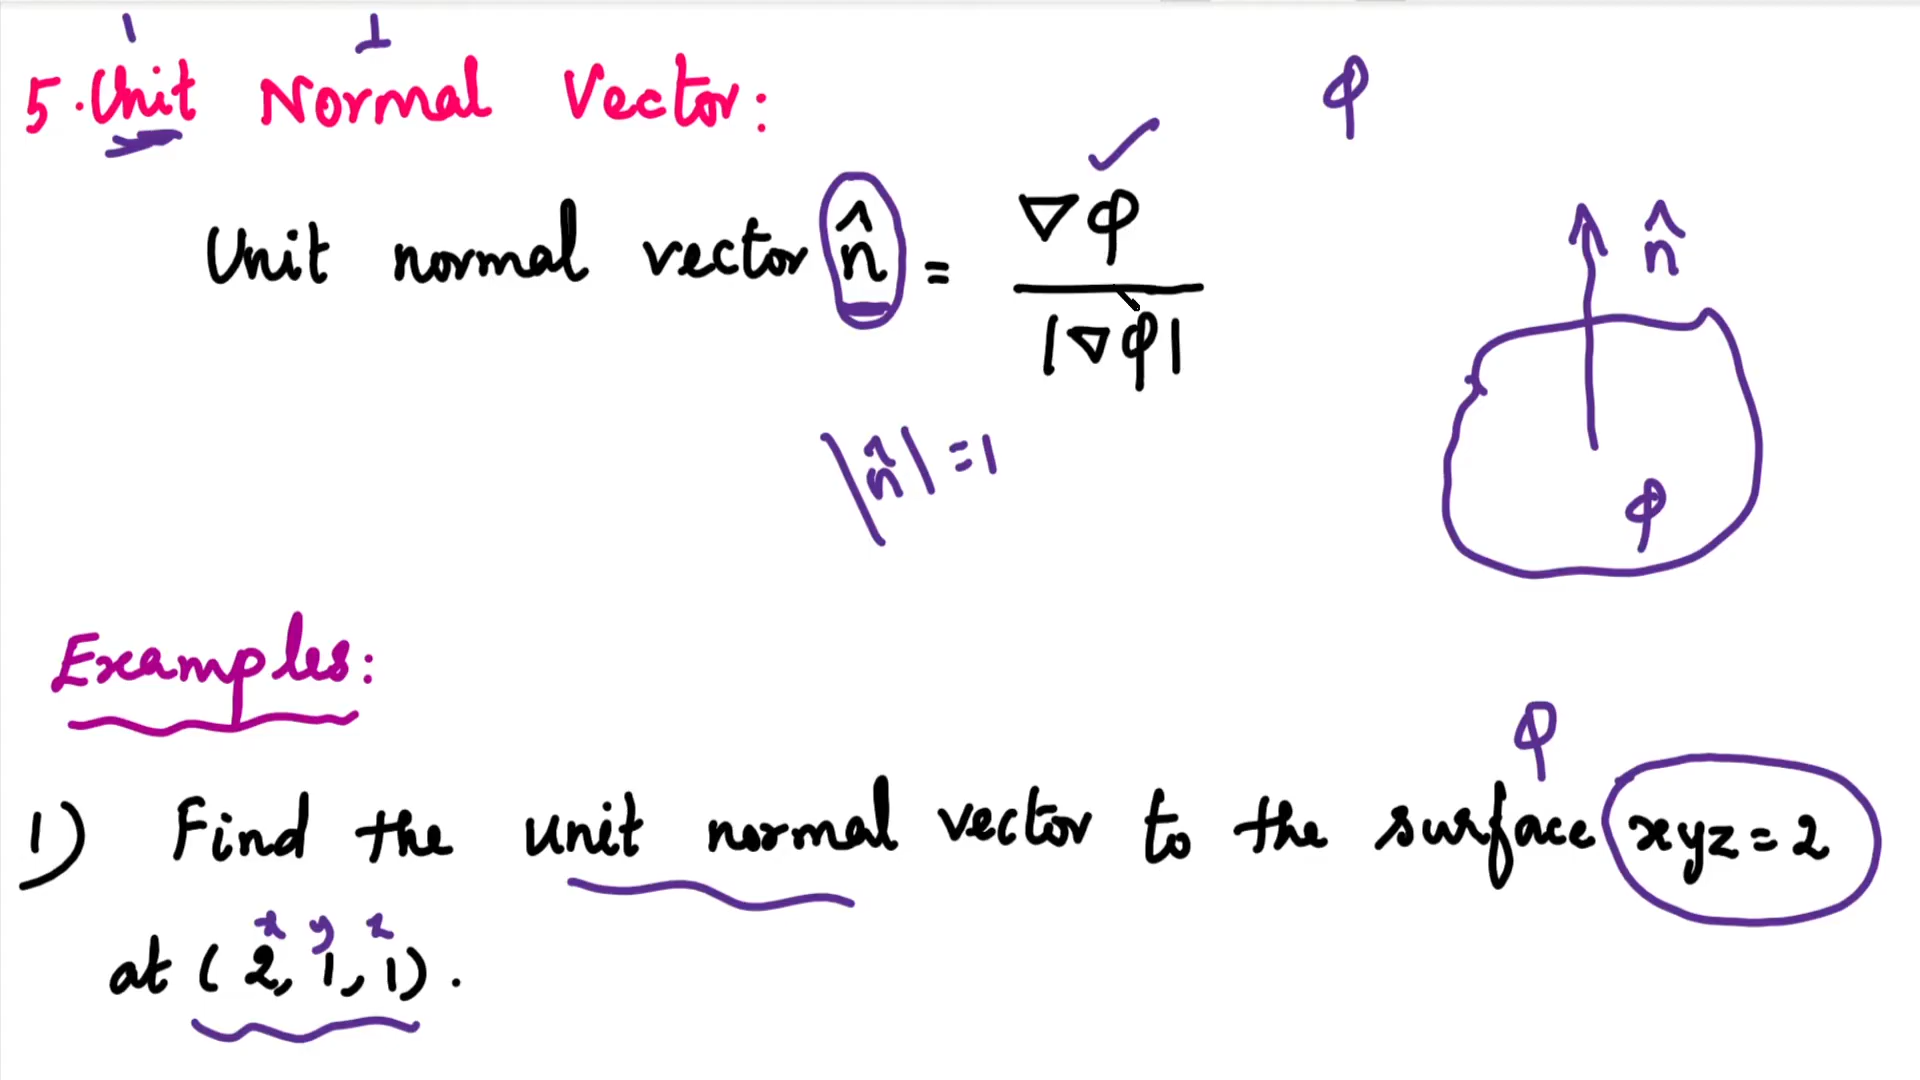 1 ⊥
5. Unit Normal Vector: φ
Unit normal vector n̂ = ∇φ / |∇φ|
n̂
|n̂| = 1
φ
Examples:
φ
1) Find the unit normal vector to the surface xyz = 2
x y z
at (2, 1, 1).